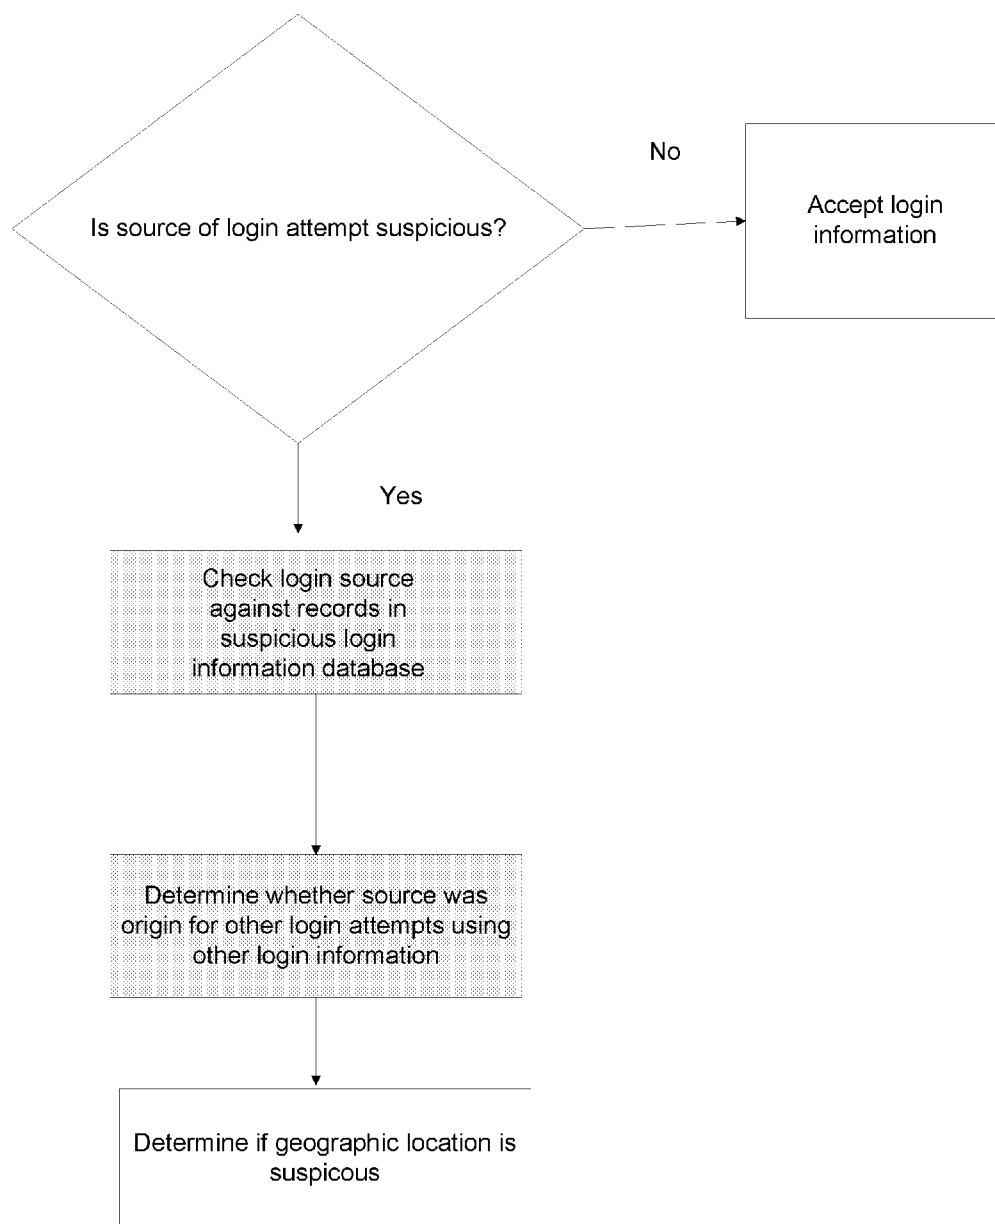 No
Accept login
information
Is source of login attempt suspicious?
Yes
Check login source
against records in
suspicious login
information database
Determine whether source was
origin for other login attempts using
other login information
Determine if geographic location is
suspicous